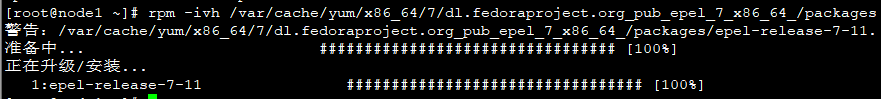 [root@node1 ~]# rpm -ivh /var/cache/yum/x86_64/7/dl.fedoraproject.org_pub_epel_7_x86_64_/packages
警告：/var/cache/yum/x86_64/7/dl.fedoraproject.org_pub_epel_7_x86_64_/packages/epel-release-7-11.
准备中... ################################# [100%]
正在升级/安装...
1:epel-release-7-11 ################################# [100%]